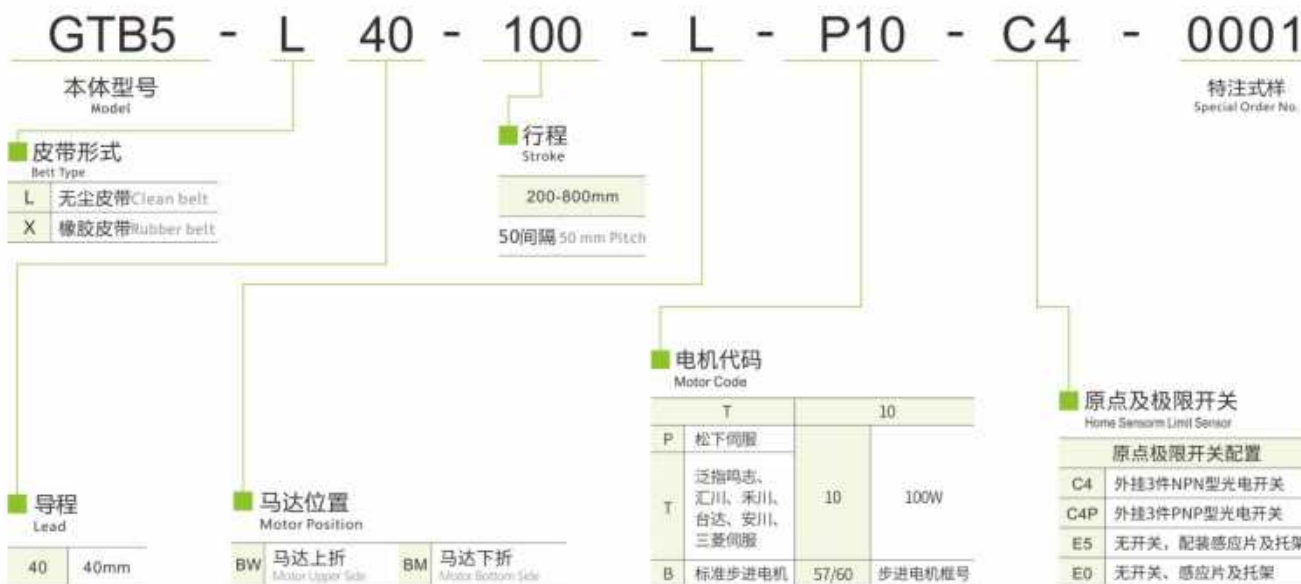 GTB5 - L 40 - 100 - L - P10 - C4 - 0001
本体型号
Model
特注式样
Special Order No.
皮带形式
Belt Type
L 无尘皮带Clean belt
X 橡胶皮带Rubber belt
行程
Stroke
200-800mm
50间隔 50 mm Pitch
导程
Lead
40 40mm
马达位置
Motor Position
BW 马达上折 BM 马达下折
Motor Upper Side Motor Bottom Side
电机代码
Motor Code
T 10
P 松下伺服
T 泛指鸣志、
汇川、禾川、
台达、安川、
三菱伺服
10 100W
B 标准步进电机 57/60 步进电机框号
原点及极限开关
Home Sensorm Limit Sensor
原点极限开关配置
C4 外挂3件NPN型光电开关
C4P 外挂3件PNP型光电开关
E5 无开关，配装感应片及托架
E0 无开关、感应片及托架